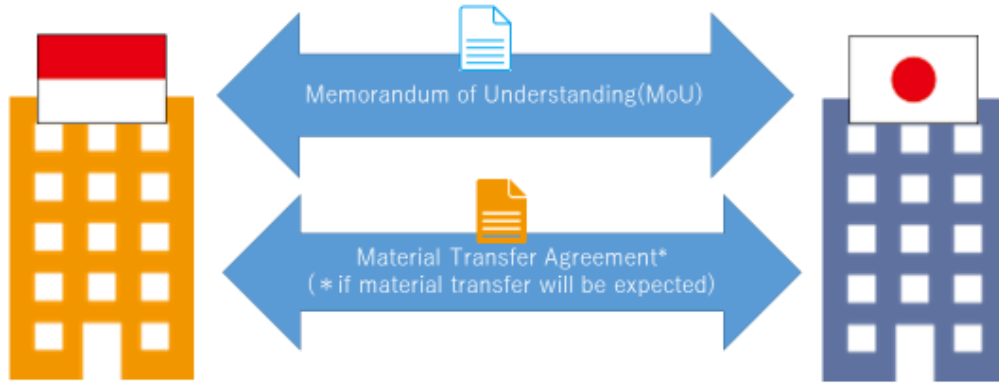 Memorandum of Understanding(MoU)
Material Transfer Agreement*
(＊if material transfer will be expected)